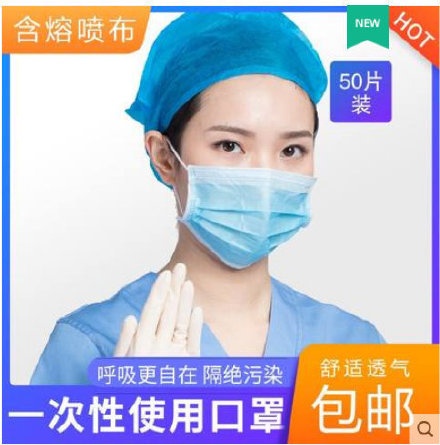 含熔喷布
NEW
HOT
50片
装
呼吸更自在 隔绝污染
舒适透气
一次性使用口罩
包邮